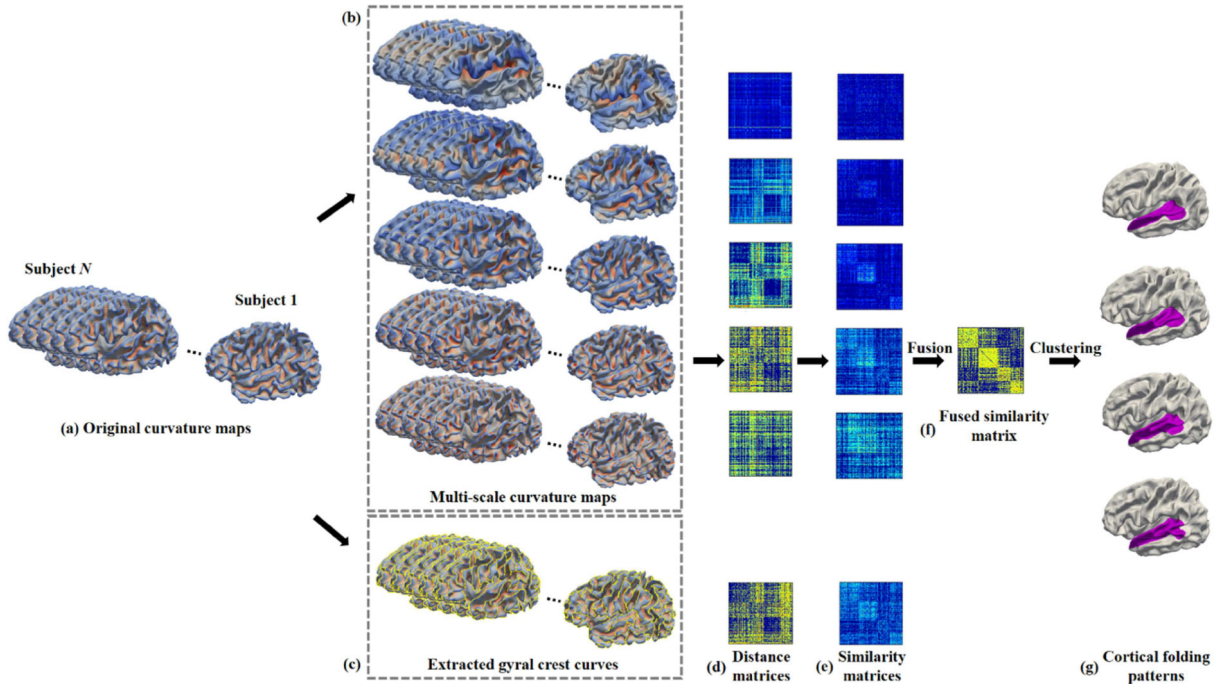 (b)
Subject N
Subject 1
...
(a) Original curvature maps
...
...
...
...
...
Multi-scale curvature maps
Fusion
Clustering
(f)
Fused similarity
matrix
...
(c)
Extracted gyral crest curves
(d)
Distance
matrices
(e)
Similarity
matrices
(g)
Cortical folding
patterns